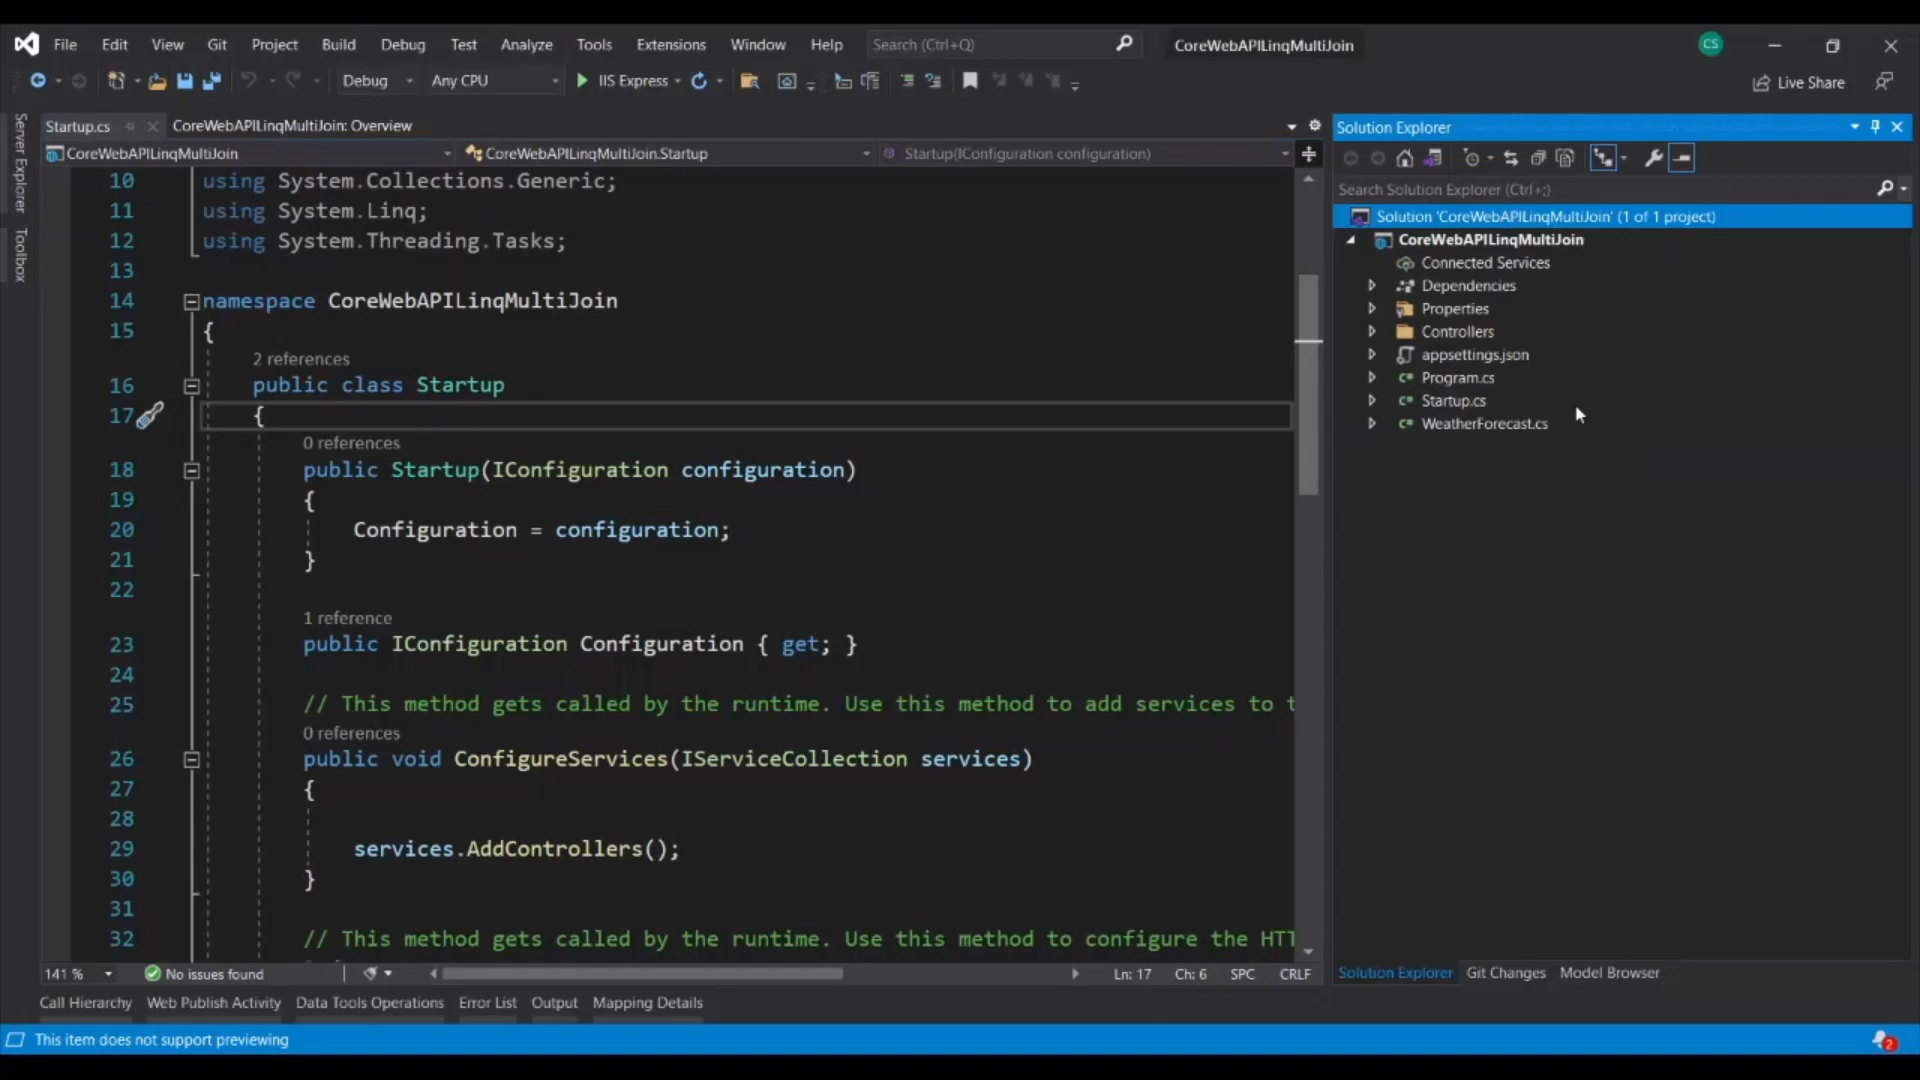 File Edit View Git Project Build Debug Test Analyze Tools Extensions Window Help Search (Ctrl+Q) CoreWebAPILinqMultiJoin CS
Debug Any CPU IIS Express Live Share
Server Explorer
Toolbox
Startup.cs CoreWebAPILinqMultiJoin: Overview
CoreWebAPILinqMultiJoin CoreWebAPILinqMultiJoin.Startup Startup(IConfiguration configuration)
10 using System.Collections.Generic;
11 using System.Linq;
12 using System.Threading.Tasks;
13
14 namespace CoreWebAPILinqMultiJoin
15 {
2 references
16 public class Startup
17 {
0 references
18 public Startup(IConfiguration configuration)
19 {
20 Configuration = configuration;
21 }
22
1 reference
23 public IConfiguration Configuration { get; }
24
25 // This method gets called by the runtime. Use this method to add services to t
0 references
26 public void ConfigureServices(IServiceCollection services)
27 {
28
29 services.AddControllers();
30 }
31
32 // This method gets called by the runtime. Use this method to configure the HTT
141 % No issues found Ln: 17 Ch: 6 SPC CRLF
Call Hierarchy Web Publish Activity Data Tools Operations Error List Output Mapping Details
Solution Explorer
Search Solution Explorer (Ctrl+;)
Solution 'CoreWebAPILinqMultiJoin' (1 of 1 project)
CoreWebAPILinqMultiJoin
Connected Services
Dependencies
Properties
Controllers
appsettings.json
C# Program.cs
C# Startup.cs
C# WeatherForecast.cs
Solution Explorer Git Changes Model Browser
This item does not support previewing 2